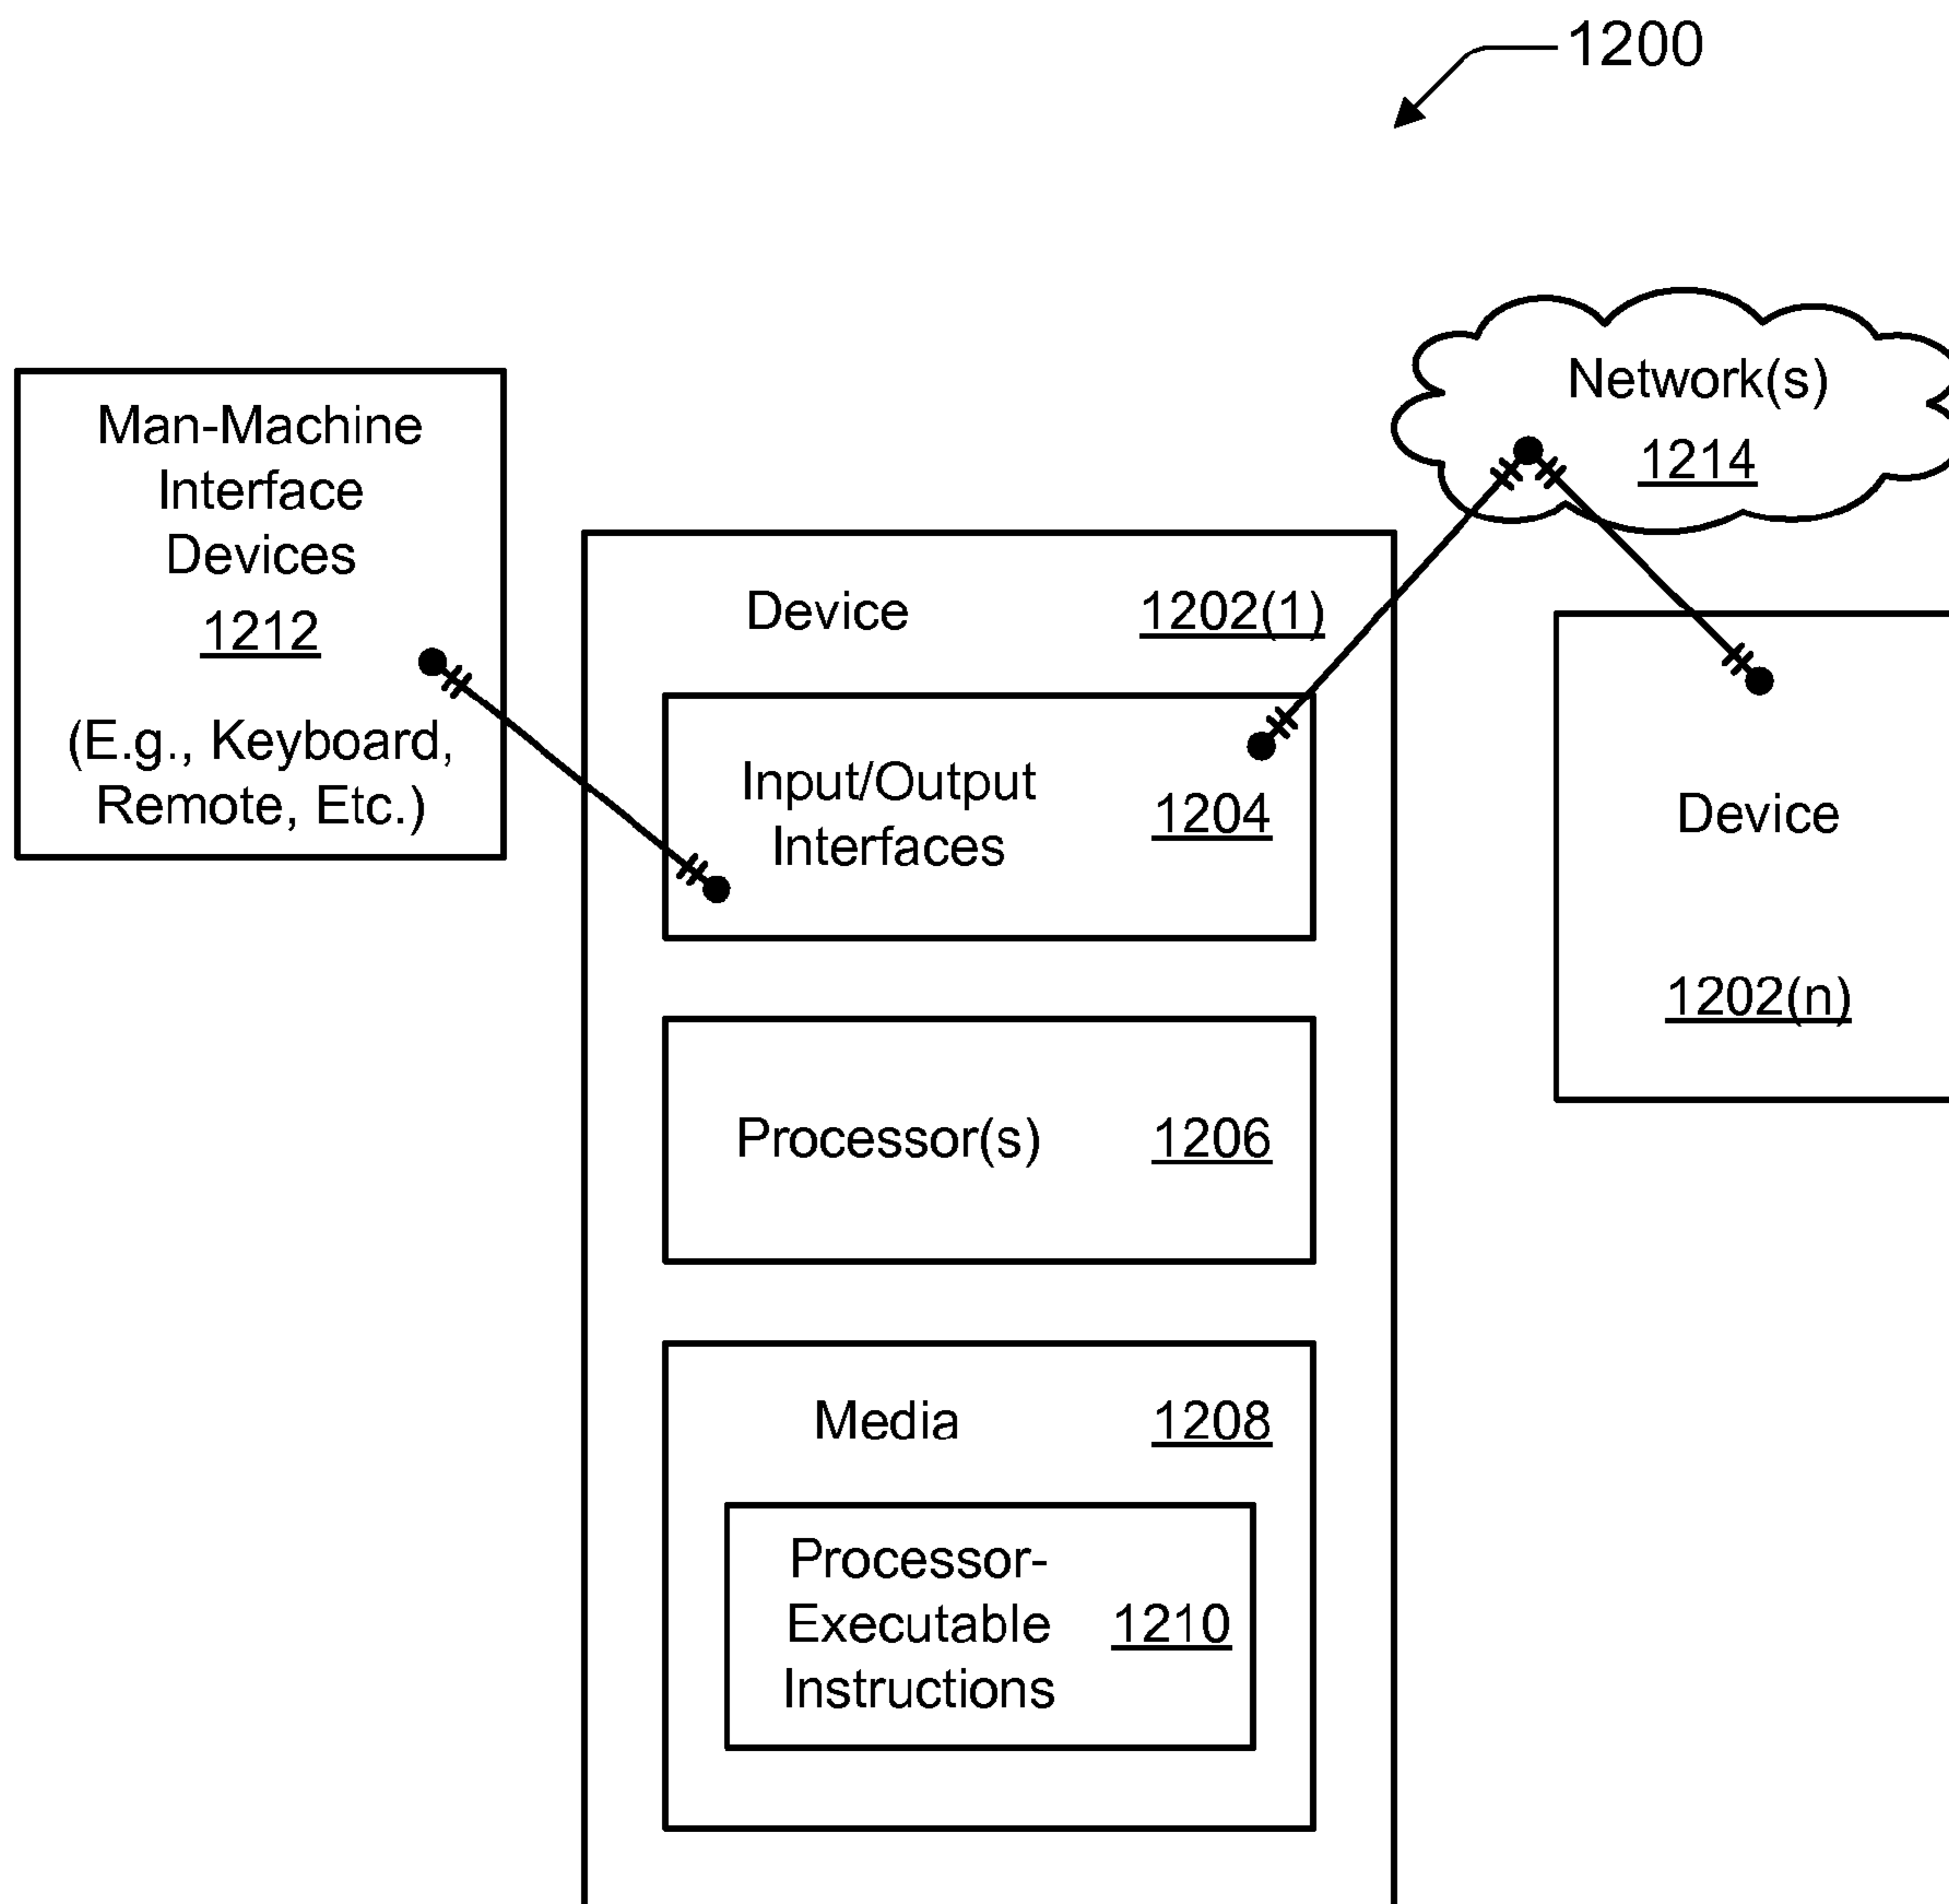 1200
Network(s)
1214
Man-Machine
Interface
Devices
1212
(E.g., Keyboard,
Remote, Etc.)
Device 1202(1)
Input/Output
Interfaces
1204
Device
1202(n)
Processor(s) 1206
Media 1208
Processor-
Executable
Instructions
1210